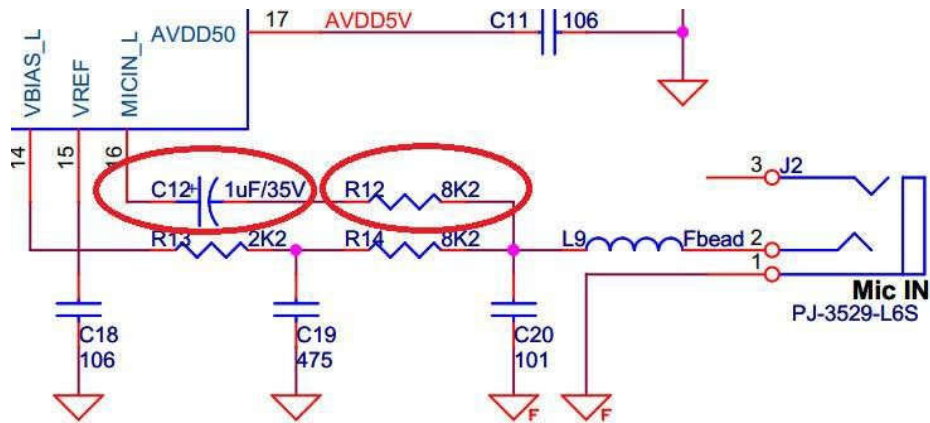 17 AVDD5V C11 106
AVDD50
VBIAS_L
VREF
MICIN_L
14
15
16
C12+ 1uF/35V R12 8K2
3 J2
R13 2K2 R14 8K2 L9 Fbead 2
1
Mic IN
PJ-3529-L6S
C18
106
C19
475
C20
101
F
F